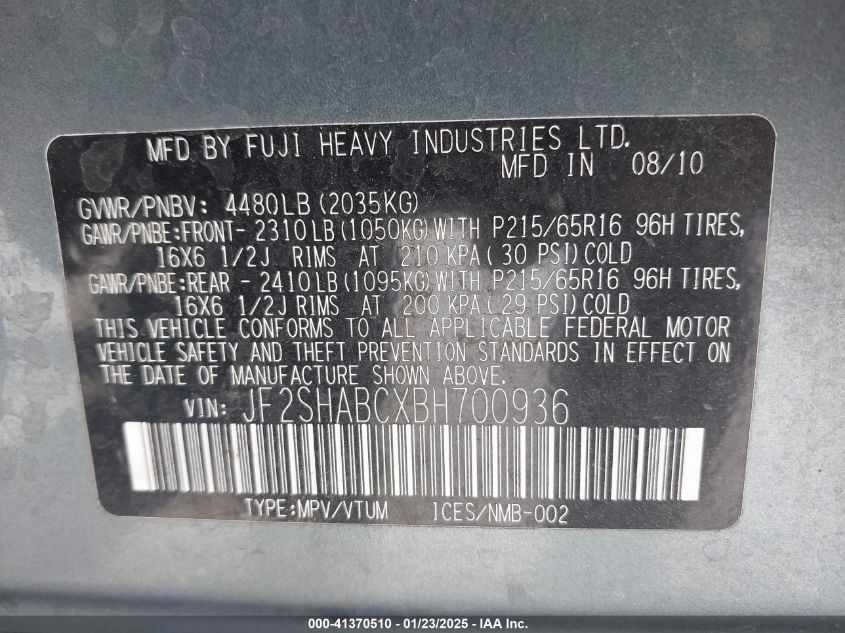 MFD BY FUJI HEAVY INDUSTRIES LTD.
MFD IN 08/10
GVWR/PNBV: 4480LB(2035KG)
GAWR/PNBE:FRONT- 2310LB(1050KG)WITH P215/65R16 96H TIRES,
16X6 1/2J RIMS AT 210 KPA(30 PSI)COLD
GAWR/PNBE:REAR - 2410LB(1095KG)WITH P215/65R16 96H TIRES,
16X6 1/2J RIMS AT 200 KPA(29 PSI)COLD
THIS VEHICLE CONFORMS TO ALL APPLICABLE FEDERAL MOTOR
VEHICLE SAFETY AND THEFT PREVENTION STANDARDS IN EFFECT ON
THE DATE OF MANUFACTURE SHOWN ABOVE.
VIN: JF2SHABCXBH700936
TYPE:MPV/VTUM ICES/NMB-002
000-41370510 - 01/23/2025 - IAA Inc.